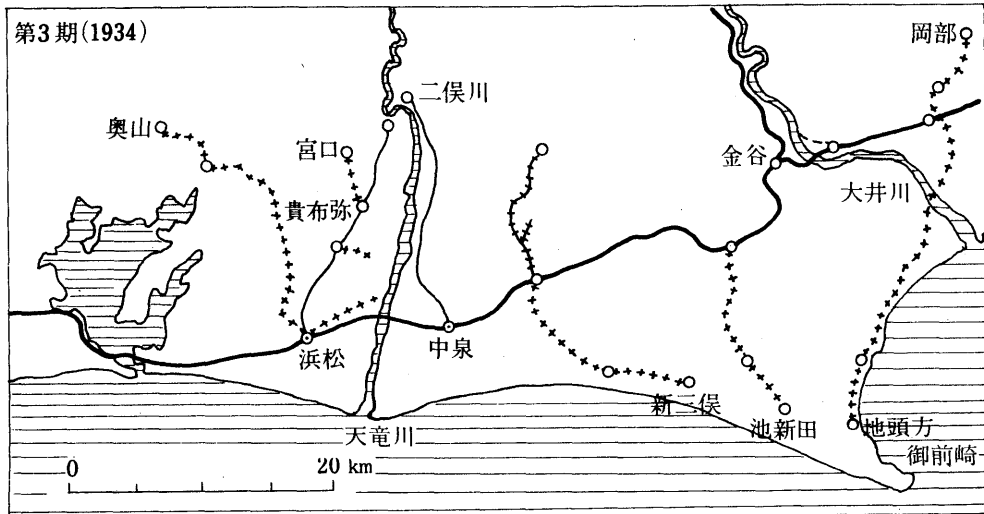 第3期(1934)
岡部
二俣川
奥山
宮口
金谷
貴布弥
大井川
浜松
中泉
新三俣
天竜川
池新田
地頭方
御前崎
0 20 km